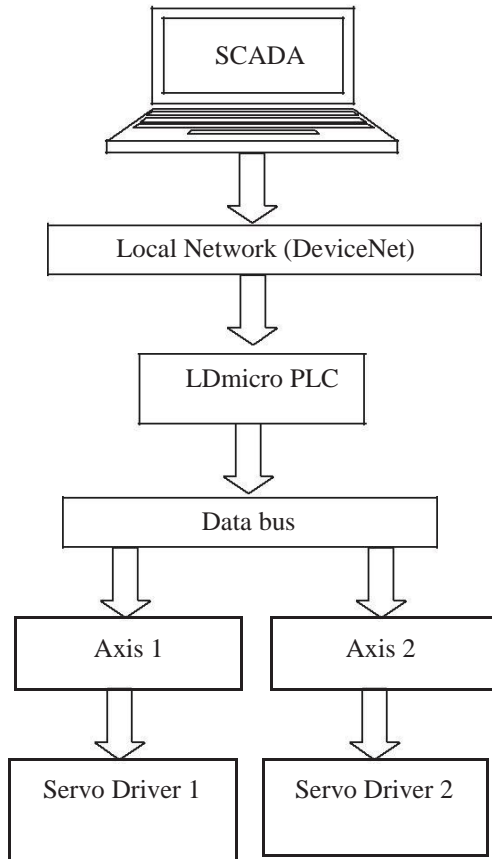 SCADA
Local Network (DeviceNet)
LDmicro PLC
Data bus
Axis 1
Axis 2
Servo Driver 1
Servo Driver 2